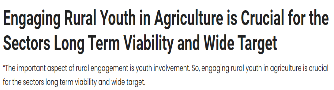 Engaging Rural Youth in Agriculture is Crucial for the
Sectors Long Term Viability and Wide Target
"The important aspect of rural engagement is youth involvement. So, engaging rural youth in agriculture is crucial
for the sectors long term viability and wide target.